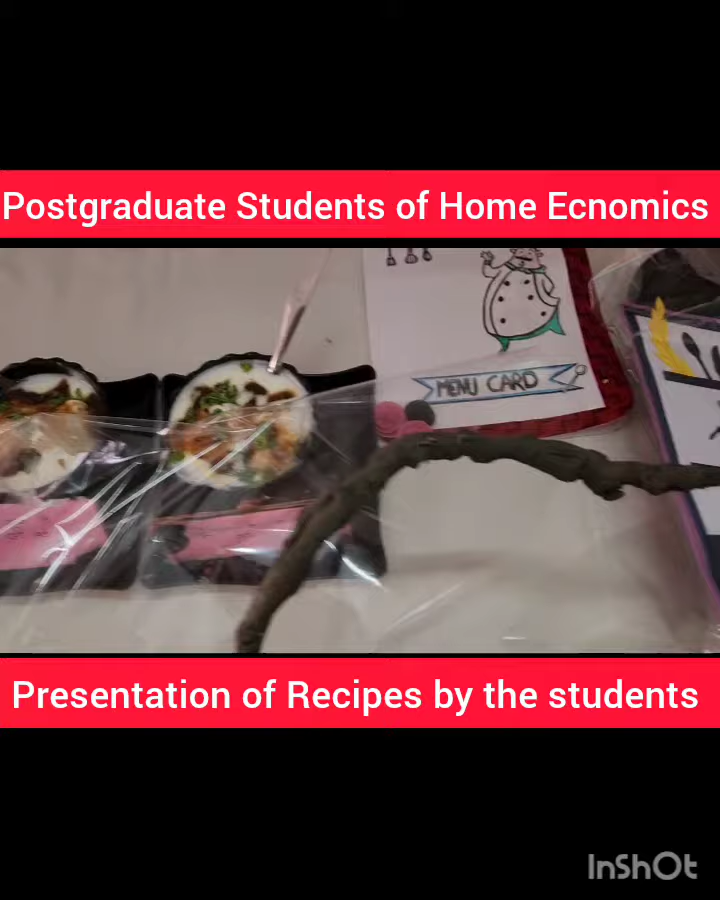 Postgraduate Students of Home Ecnomics
MENU CARD
Presentation of Recipes by the students
InShOt